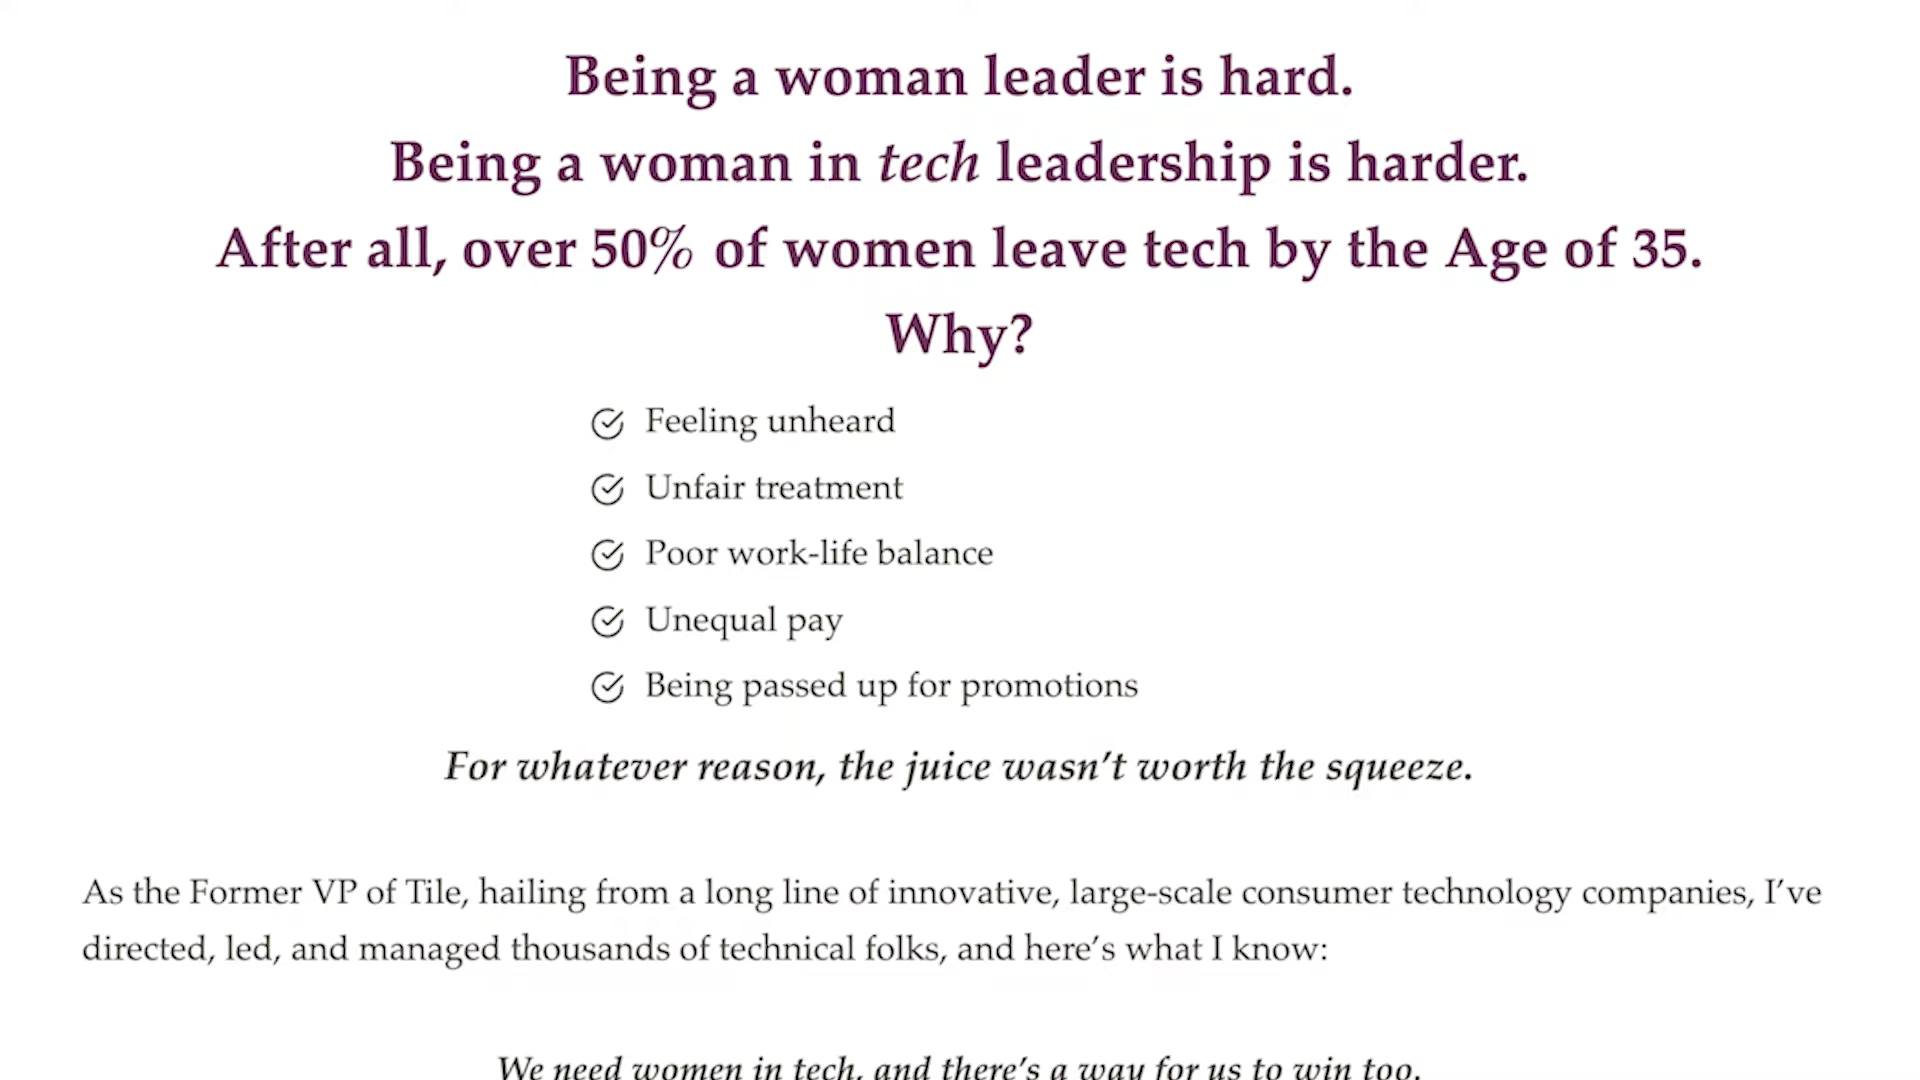 Being a woman leader is hard.
Being a woman in tech leadership is harder.
After all, over 50% of women leave tech by the Age of 35.
Why?
Feeling unheard
Unfair treatment
Poor work-life balance
Unequal pay
Being passed up for promotions
For whatever reason, the juice wasn't worth the squeeze.
As the Former VP of Tile, hailing from a long line of innovative, large-scale consumer technology companies, I've
directed, led, and managed thousands of technical folks, and here's what I know:
We need women in tech, and there's a way for us to win too.